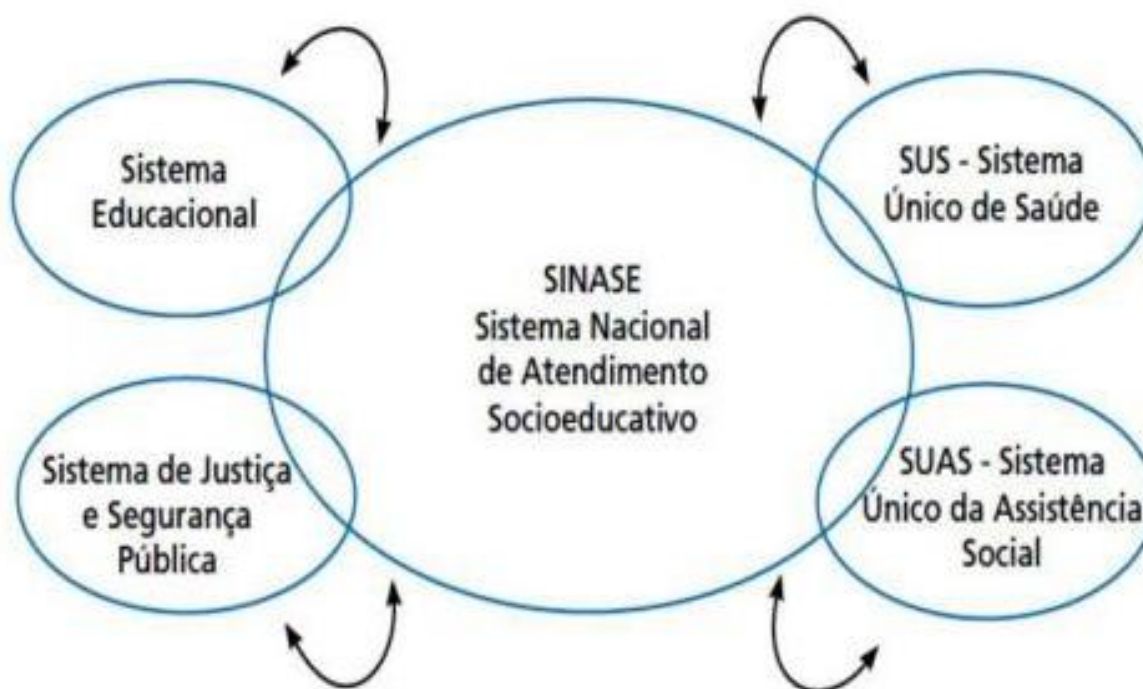 Sistema
Educacional
SUS - Sistema
Único de Saúde
SINASE
Sistema Nacional
de Atendimento
Socioeducativo
Sistema de Justiça
e Segurança
Pública
SUAS - Sistema
Único da Assistência
Social